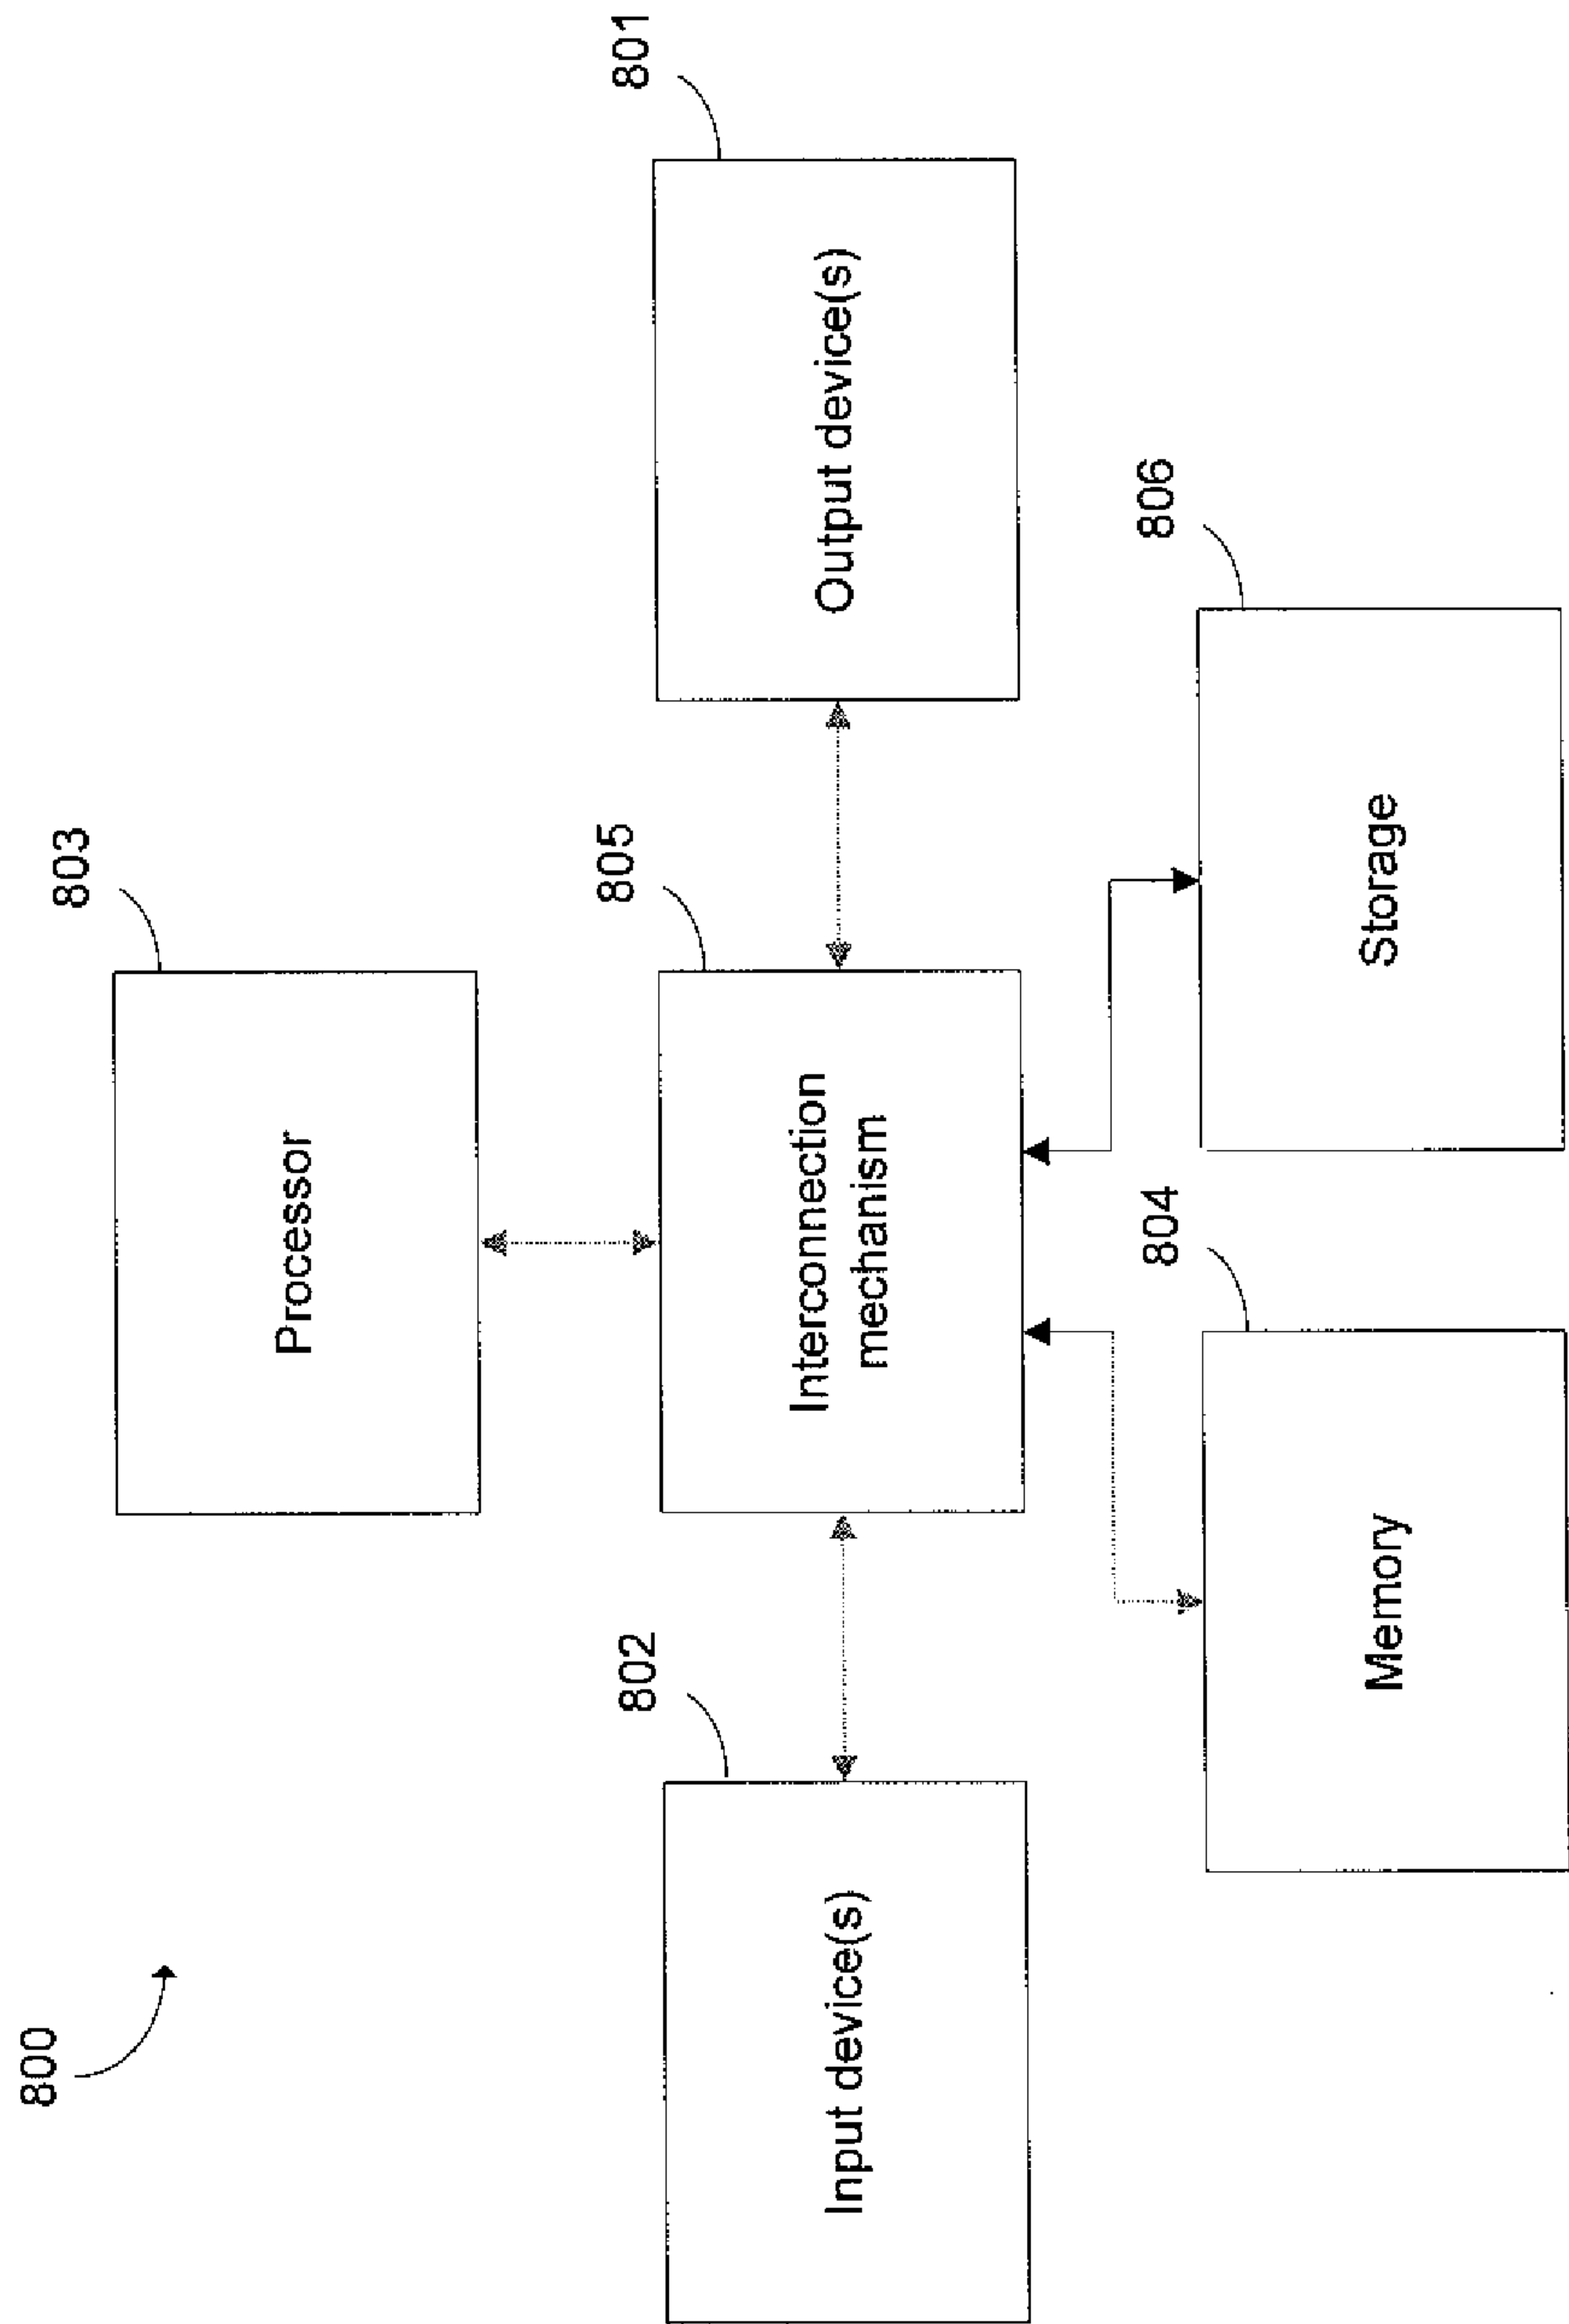 800
803
Processor
802
Input device(s)
805
Interconnection
mechanism
801
Output device(s)
804
Memory
806
Storage